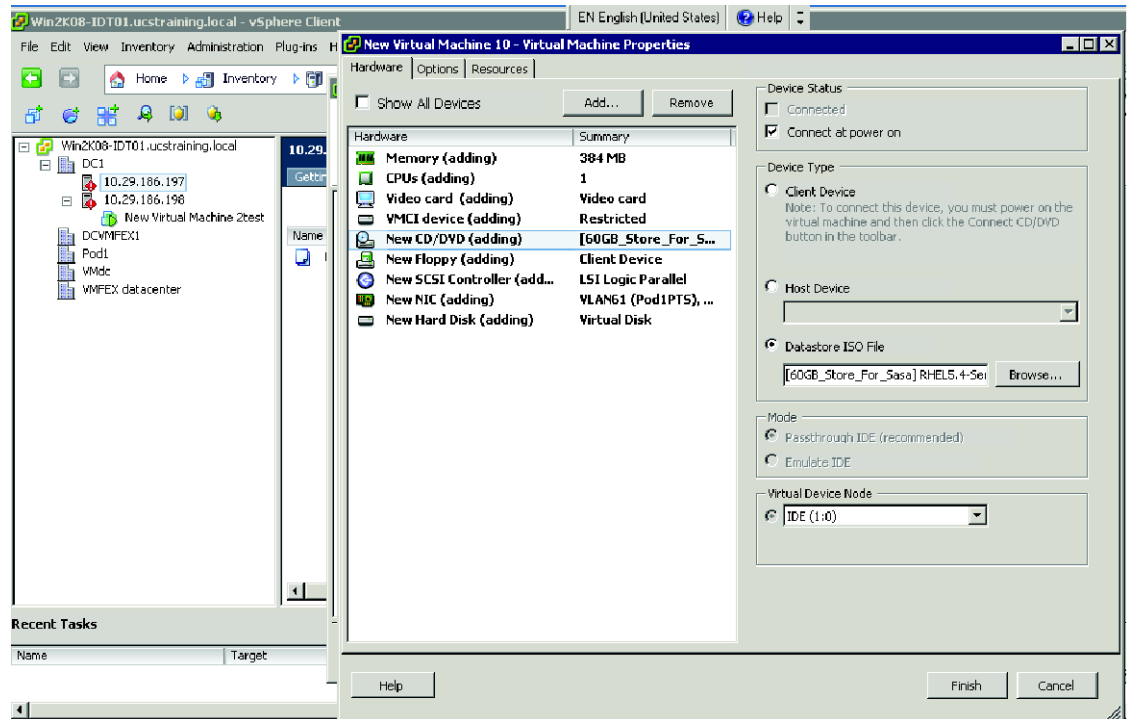 Win2K08-IDT01.ucstraining.local - vSphere Client
EN English (United States)
Help
File Edit View Inventory Administration Plug-ins H
Home Inventory
Win2K08-IDT01.ucstraining.local
DC1
10.29.186.197
10.29.186.198
New Virtual Machine 2test
DCVMFEX1
Pod1
VMdc
VMFEX datacenter
10.29.
Gettin
Name
Recent Tasks
Name Target
New Virtual Machine 10 - Virtual Machine Properties
Hardware Options Resources
Show All Devices Add... Remove
Hardware Summary
Memory (adding) 384 MB
CPUs (adding) 1
Video card (adding) Video card
VMCI device (adding) Restricted
New CD/DVD (adding) [60GB_Store_For_S...
New Floppy (adding) Client Device
New SCSI Controller (add... LSI Logic Parallel
New NIC (adding) VLAN61 (Pod1PTS), ...
New Hard Disk (adding) Virtual Disk
Device Status
Connected
Connect at power on
Device Type
Client Device
Note: To connect this device, you must power on the
virtual machine and then click the Connect CD/DVD
button in the toolbar.
Host Device
Datastore ISO File
[60GB_Store_For_Sasa] RHEL5.4-Ser Browse...
Mode
Passthrough IDE (recommended)
Emulate IDE
Virtual Device Node
IDE (1:0)
Help Finish Cancel